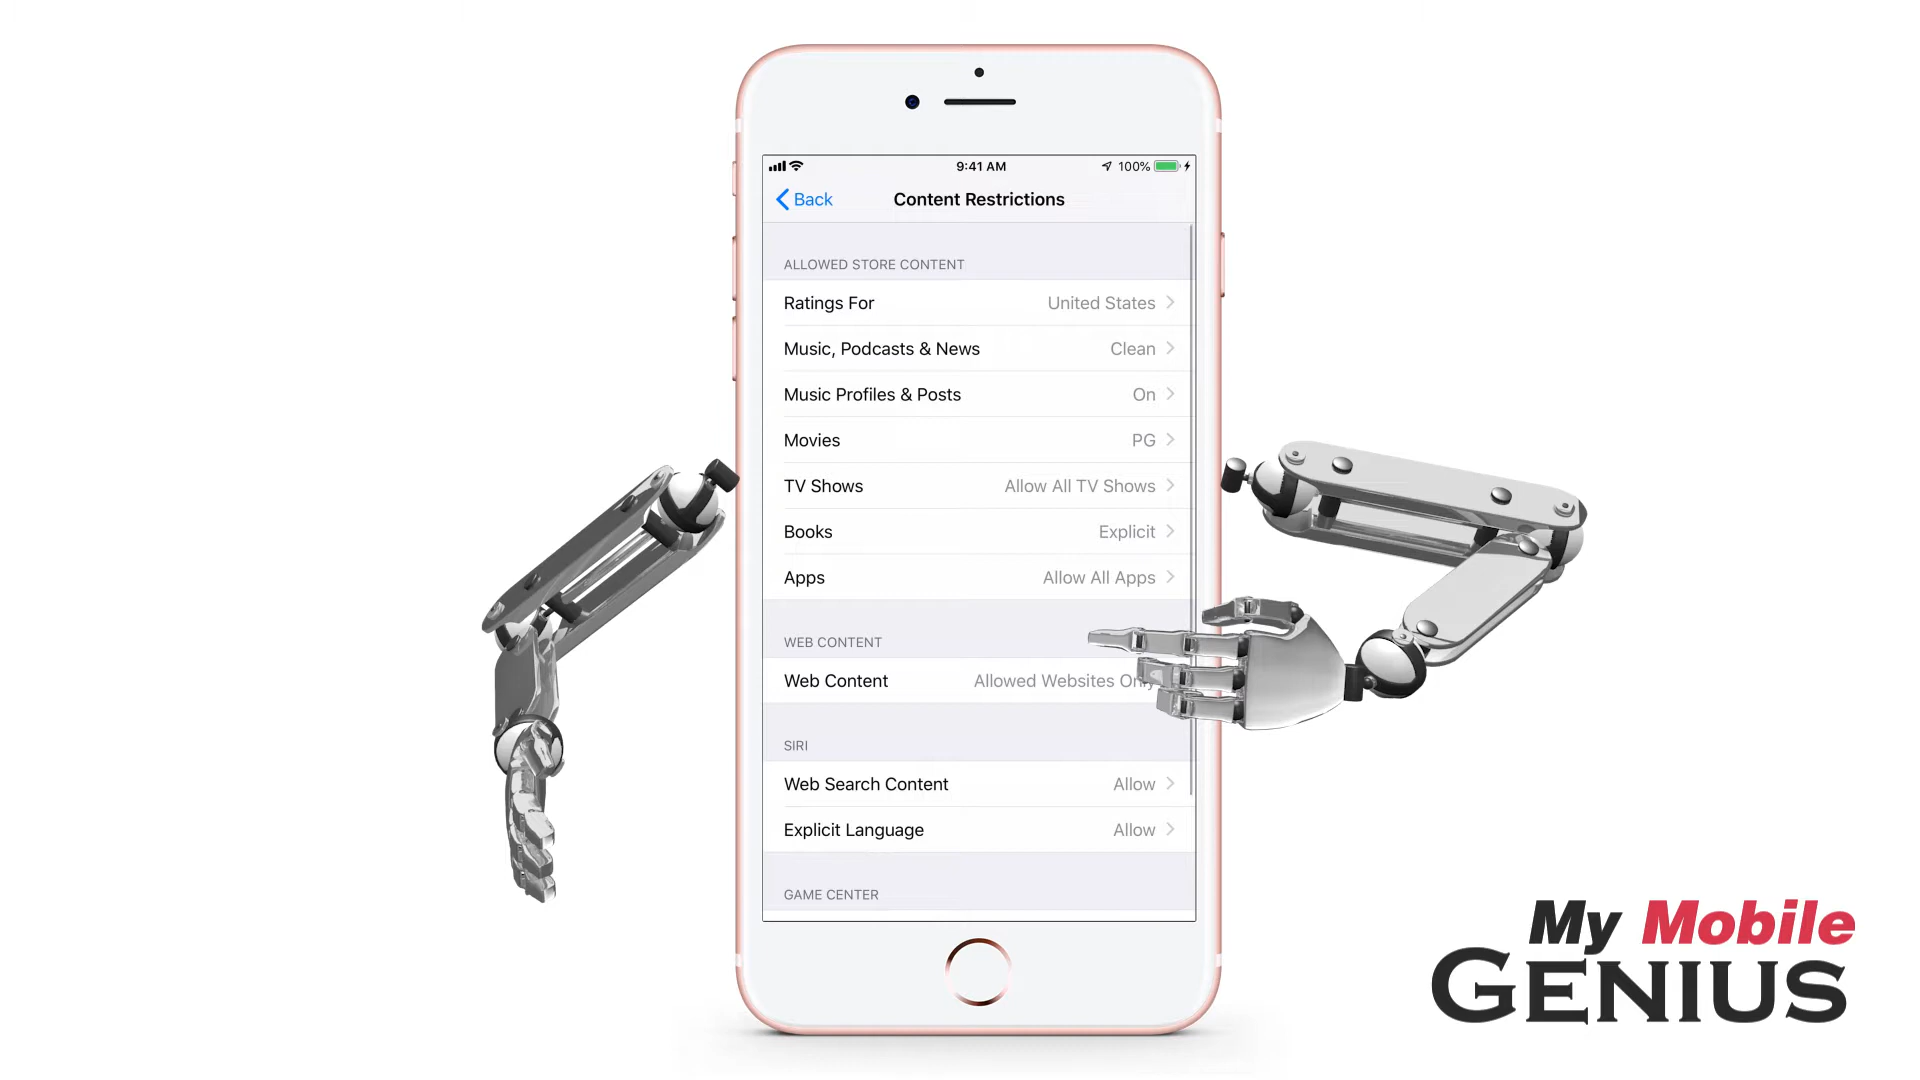 9:41 AM 100%
Back Content Restrictions
ALLOWED STORE CONTENT
Ratings For United States
Music, Podcasts & News Clean
Music Profiles & Posts On
Movies PG
TV Shows Allow All TV Shows
Books Explicit
Apps Allow All Apps
WEB CONTENT
Web Content Allowed Websites Only
SIRI
Web Search Content Allow
Explicit Language Allow
GAME CENTER
My Mobile
GENIUS